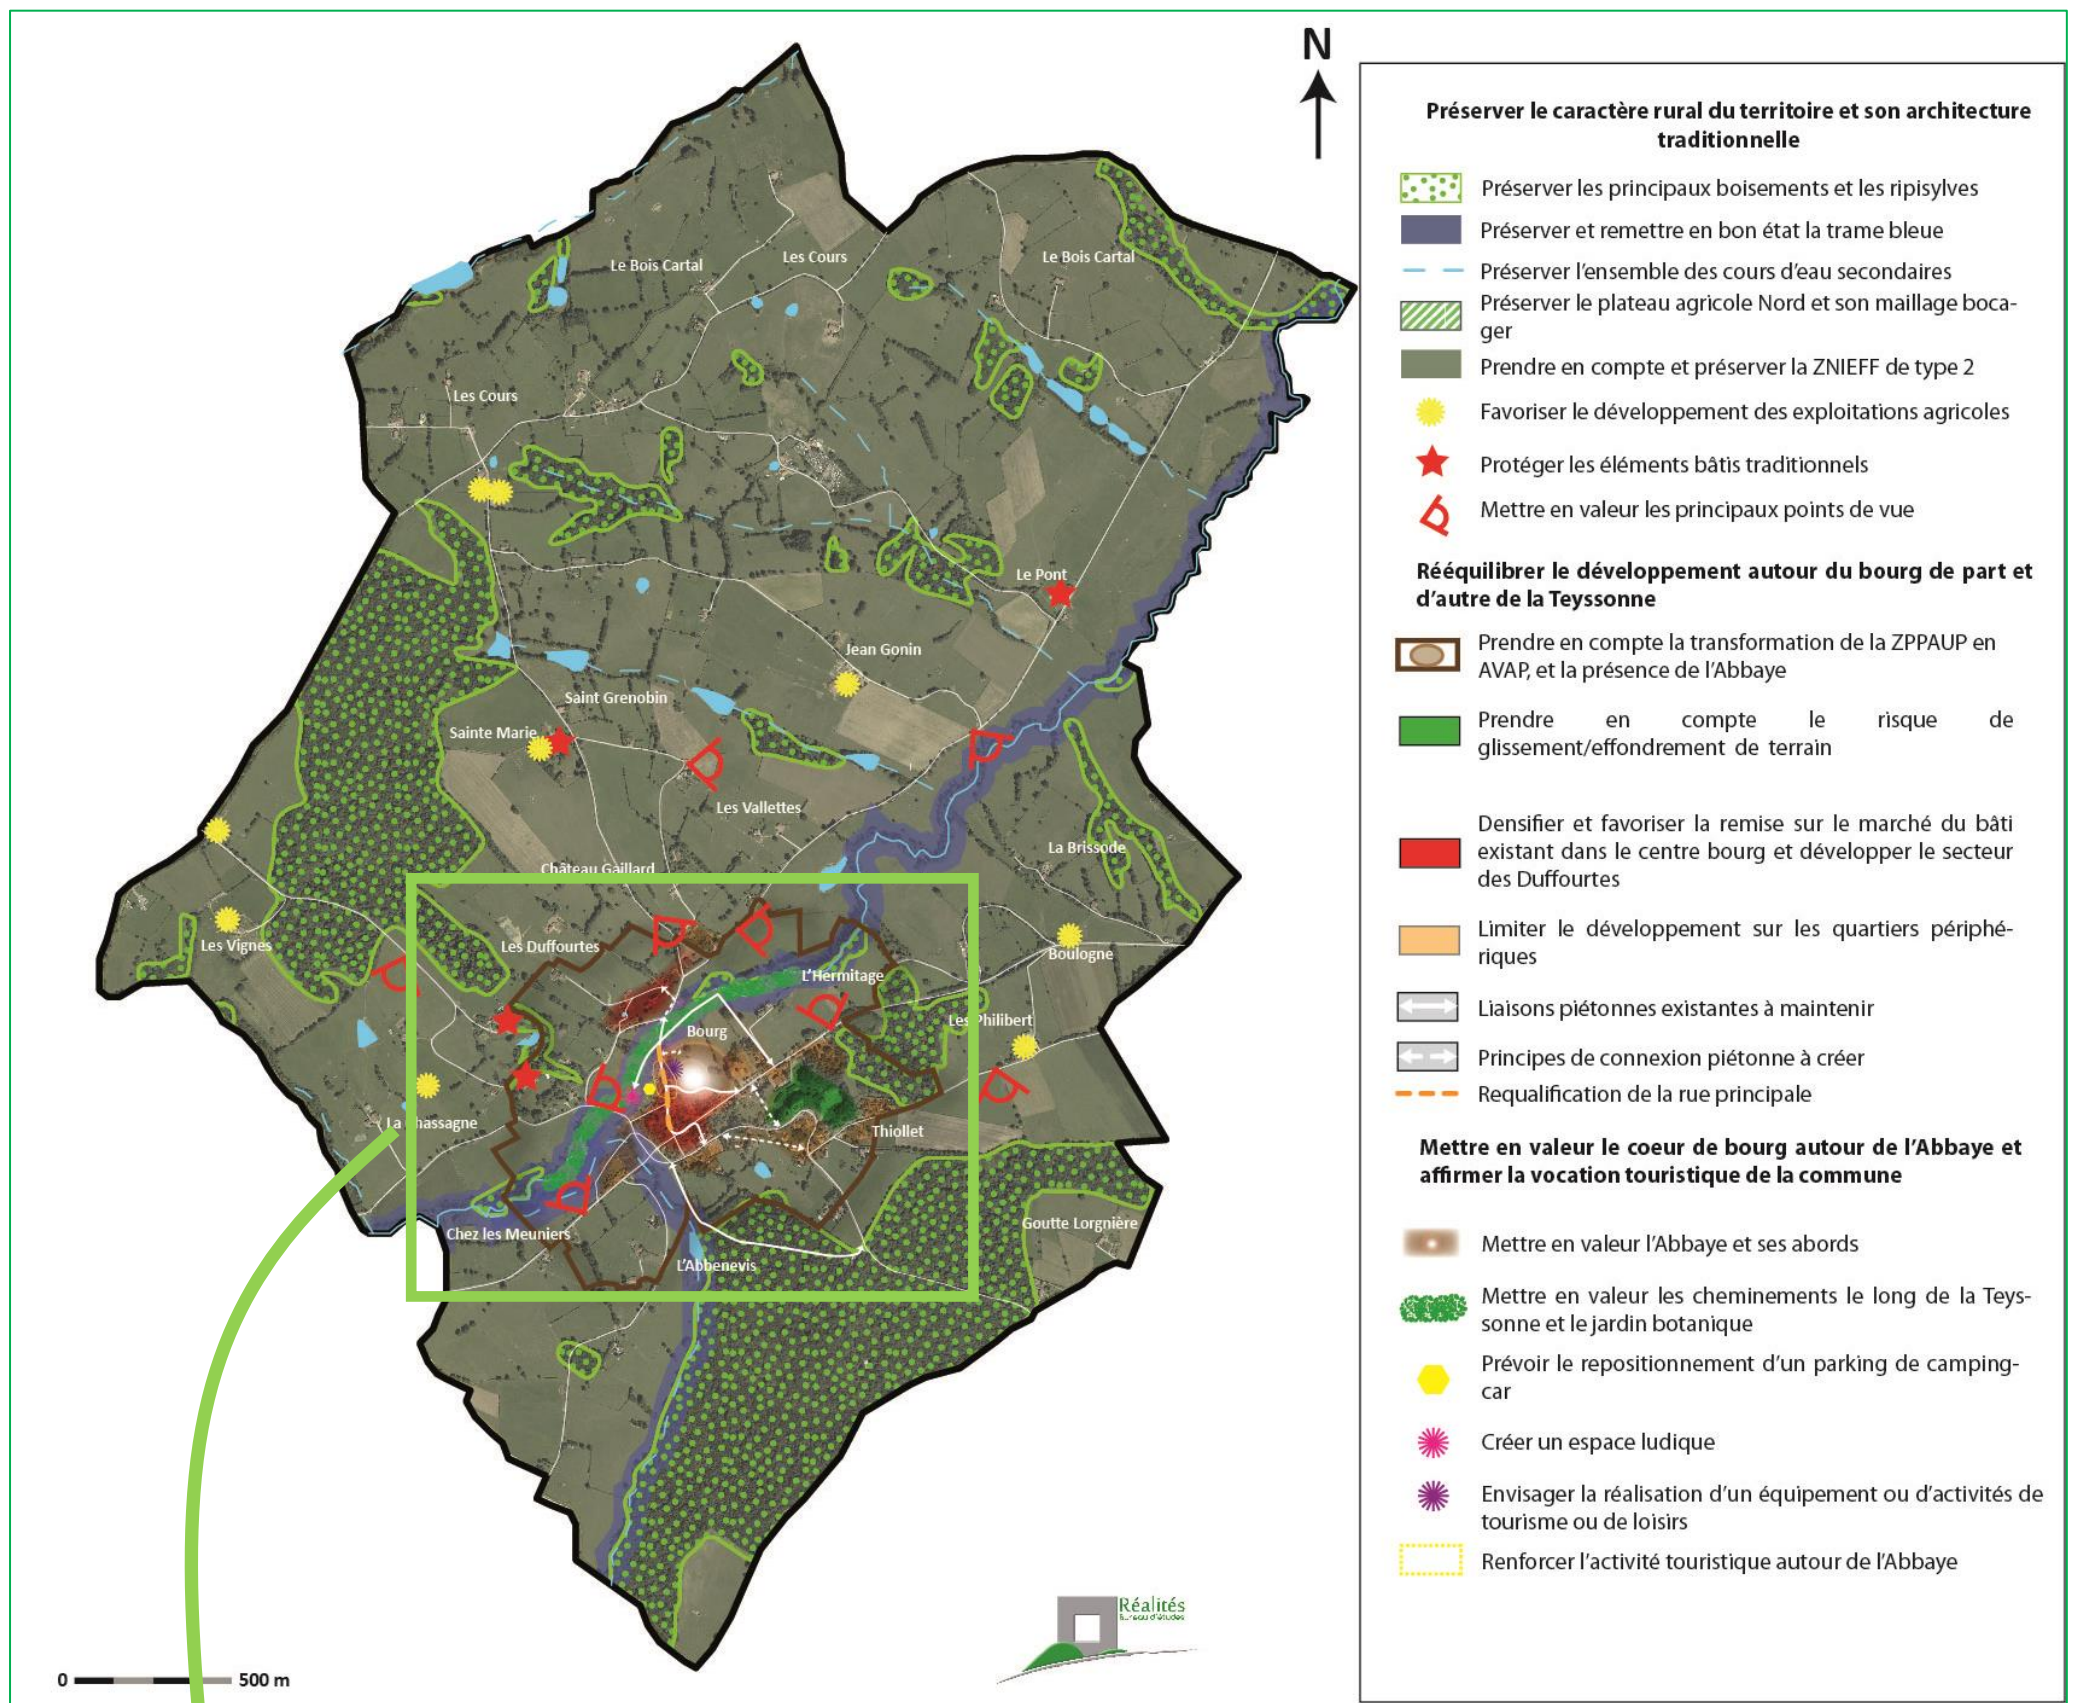 N
Le Bois Cartal
Les Cours
Le Bois Cartal
Les Cours
Le Pont
Jean Gonin
Saint Grenobin
Sainte Marie
Les Vallettes
La Brissode
Château Gaillard
Les Vignes
Les Duffourtes
Boulogne
L'Hermitage
Les Philibert
Bourg
La Chassagne
Thiollet
Goutte Lorgnière
Chez les Meuniers
L'Abbenevis
0 500 m
Réalités
Bureau d'études
Préserver le caractère rural du territoire et son architecture
traditionnelle
Préserver les principaux boisements et les ripisylves
Préserver et remettre en bon état la trame bleue
Préserver l'ensemble des cours d'eau secondaires
Préserver le plateau agricole Nord et son maillage boca-
ger
Prendre en compte et préserver la ZNIEFF de type 2
Favoriser le développement des exploitations agricoles
Protéger les éléments bâtis traditionnels
Mettre en valeur les principaux points de vue
Rééquilibrer le développement autour du bourg de part et
d'autre de la Teyssonne
Prendre en compte la transformation de la ZPPAUP en
AVAP, et la présence de l'Abbaye
Prendre en compte le risque de
glissement/effondrement de terrain
Densifier et favoriser la remise sur le marché du bâti
existant dans le centre bourg et développer le secteur
des Duffourtes
Limiter le développement sur les quartiers périphé-
riques
Liaisons piétonnes existantes à maintenir
Principes de connexion piétonne à créer
Requalification de la rue principale
Mettre en valeur le coeur de bourg autour de l'Abbaye et
affirmer la vocation touristique de la commune
Mettre en valeur l'Abbaye et ses abords
Mettre en valeur les cheminements le long de la Teys-
sonne et le jardin botanique
Prévoir le repositionnement d'un parking de camping-
car
Créer un espace ludique
Envisager la réalisation d'un équipement ou d'activités de
tourisme ou de loisirs
Renforcer l'activité touristique autour de l'Abbaye